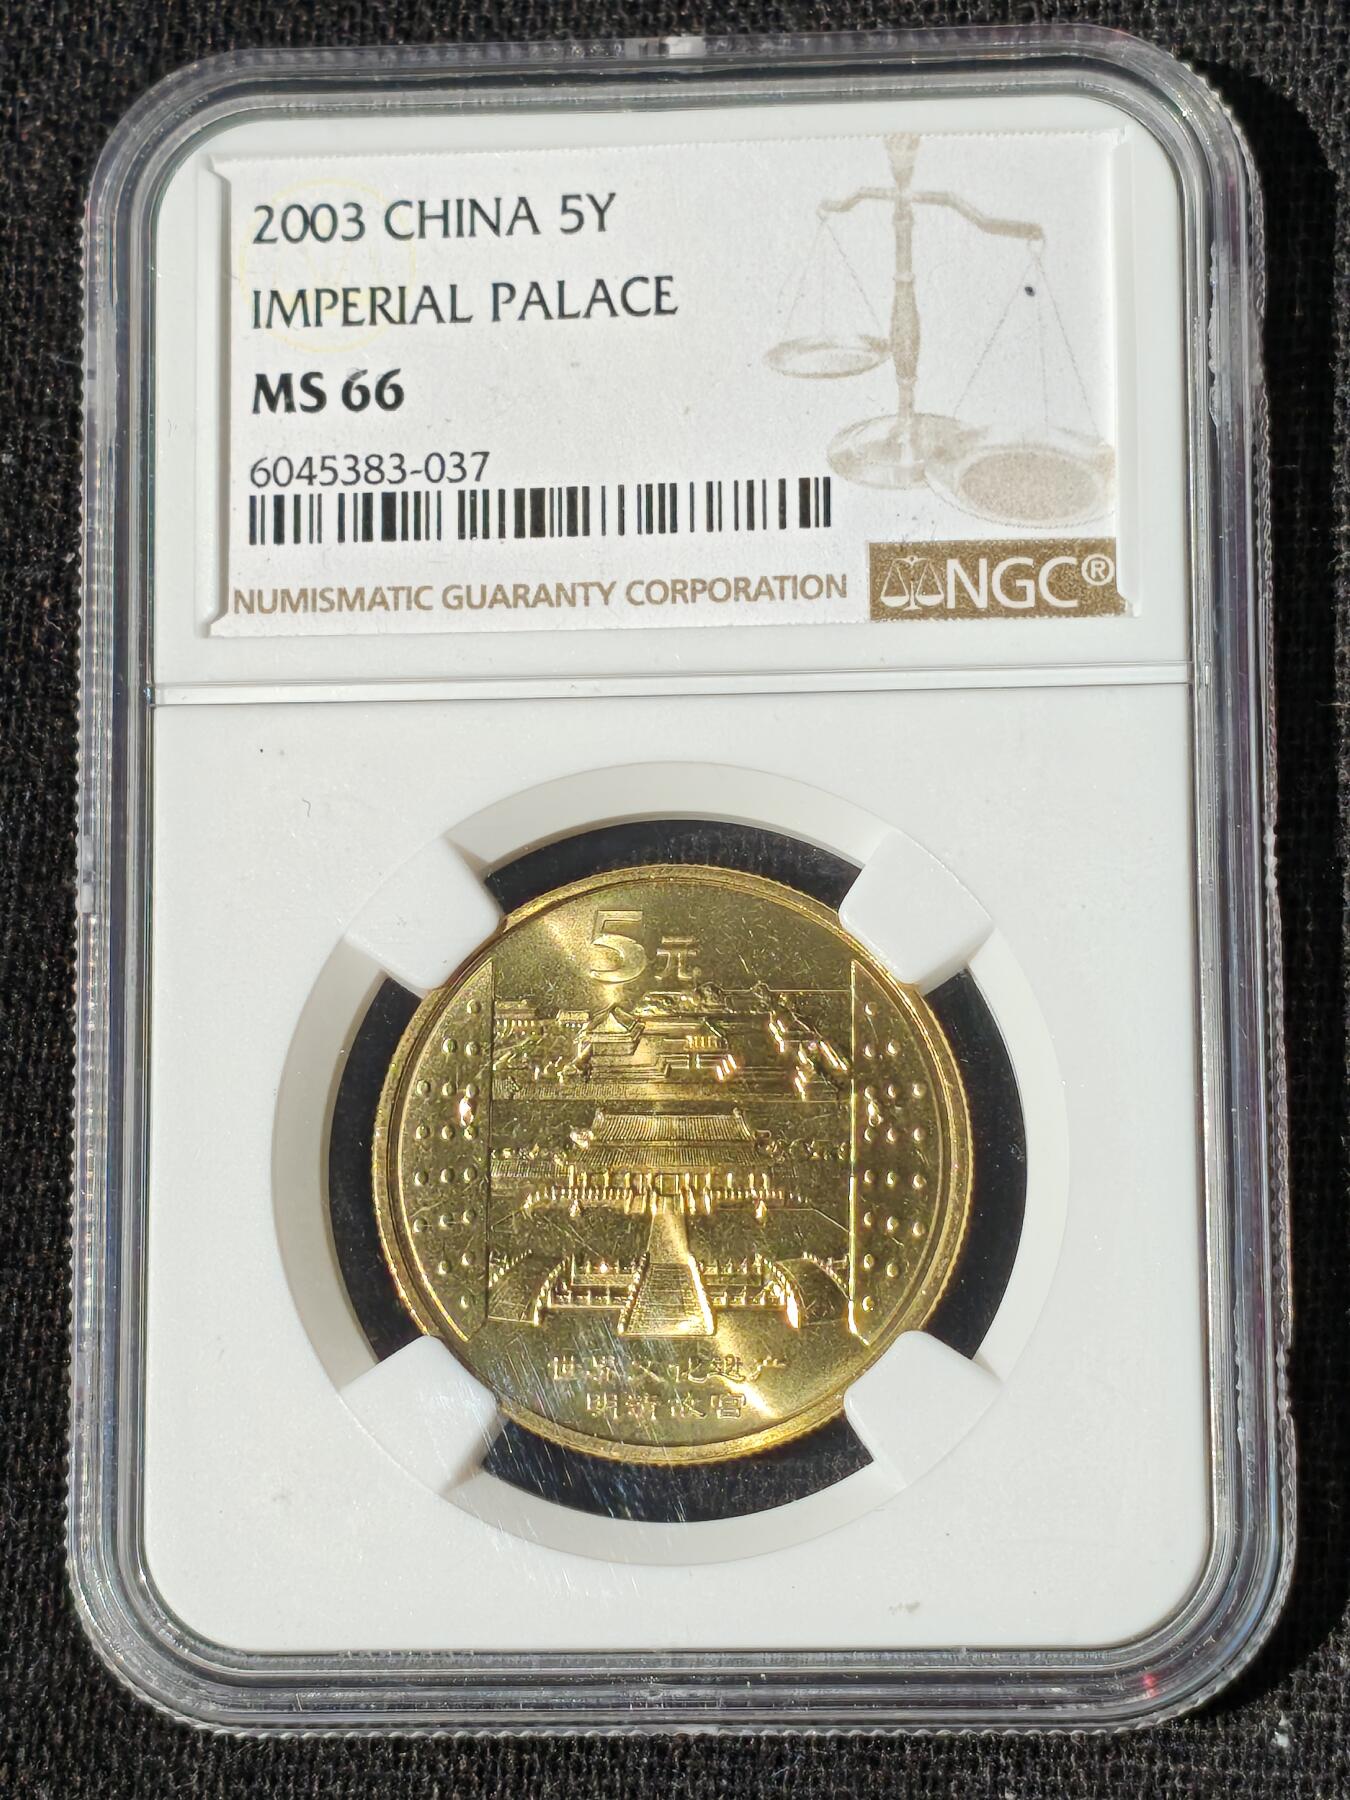 2003 CHINA 5Y
IMPERIAL PALACE
MS 66
6045383-037
NUMISMATIC GUARANTY CORPORATION
NGC®
5元
世界文化遗产
明清故宫